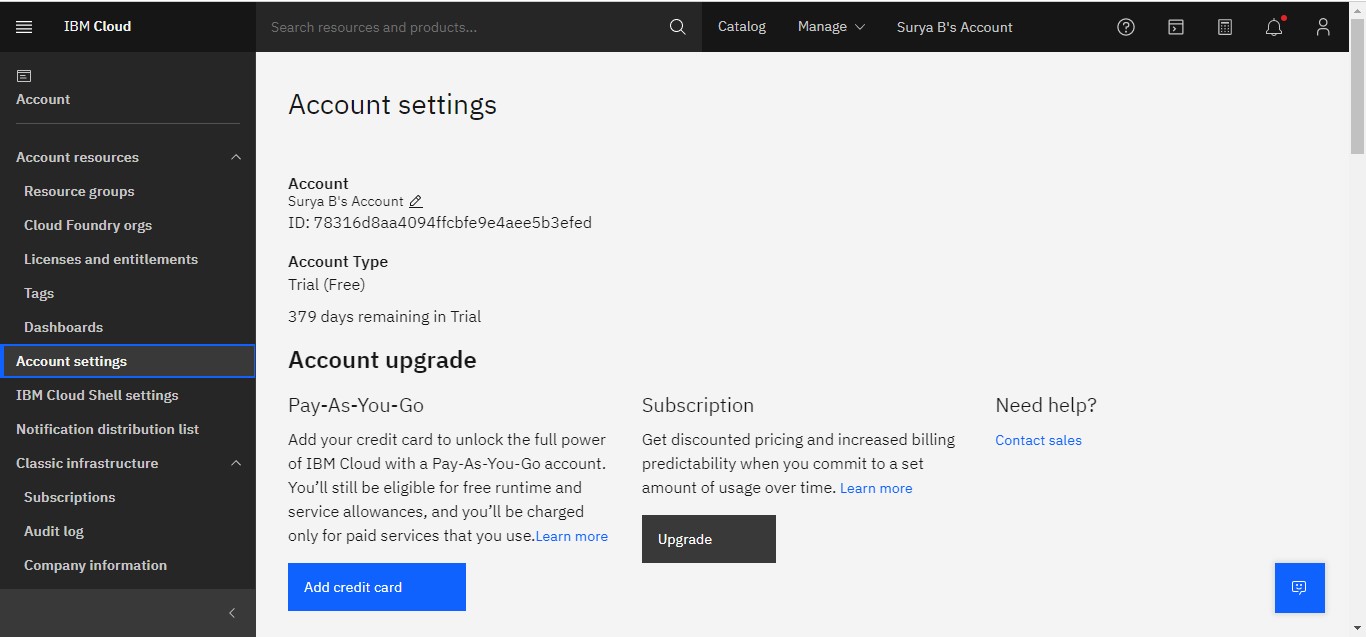 IBM Cloud
Search resources and products...
Catalog
Manage
Surya B's Account
Account
Account resources
Resource groups
Cloud Foundry orgs
Licenses and entitlements
Tags
Dashboards
Account settings
IBM Cloud Shell settings
Notification distribution list
Classic infrastructure
Subscriptions
Audit log
Company information
Account settings
Account
Surya B's Account
ID: 78316d8aa4094ffcbfe9e4aee5b3efed
Account Type
Trial (Free)
379 days remaining in Trial
Account upgrade
Pay-As-You-Go
Add your credit card to unlock the full power
of IBM Cloud with a Pay-As-You-Go account.
You’ll still be eligible for free runtime and
service allowances, and you’ll be charged
only for paid services that you use.Learn more
Add credit card
Subscription
Get discounted pricing and increased billing
predictability when you commit to a set
amount of usage over time. Learn more
Upgrade
Need help?
Contact sales